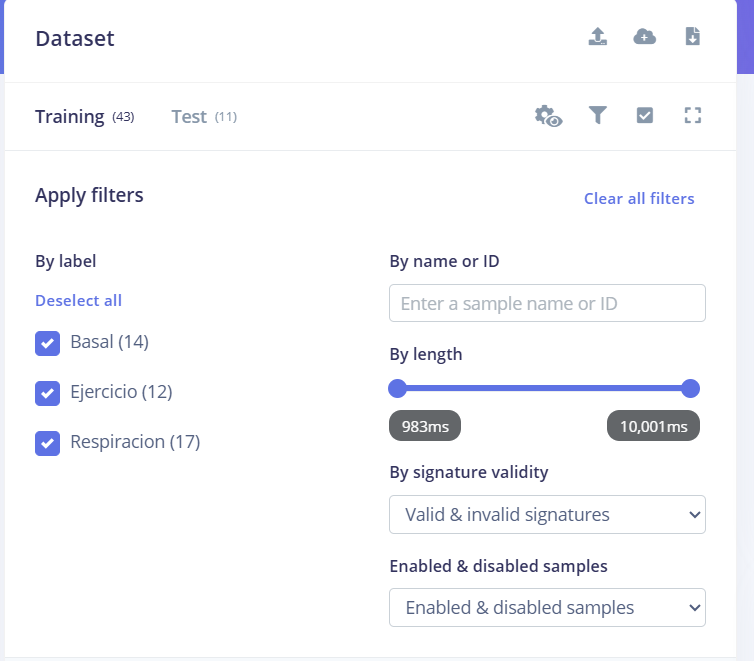 Dataset
Training (43) Test (11)
Apply filters
Clear all filters
By label
Deselect all
Basal (14)
Ejercicio (12)
Respiracion (17)
By name or ID
Enter a sample name or ID
By length
983ms 10,001ms
By signature validity
Valid & invalid signatures
Enabled & disabled samples
Enabled & disabled samples